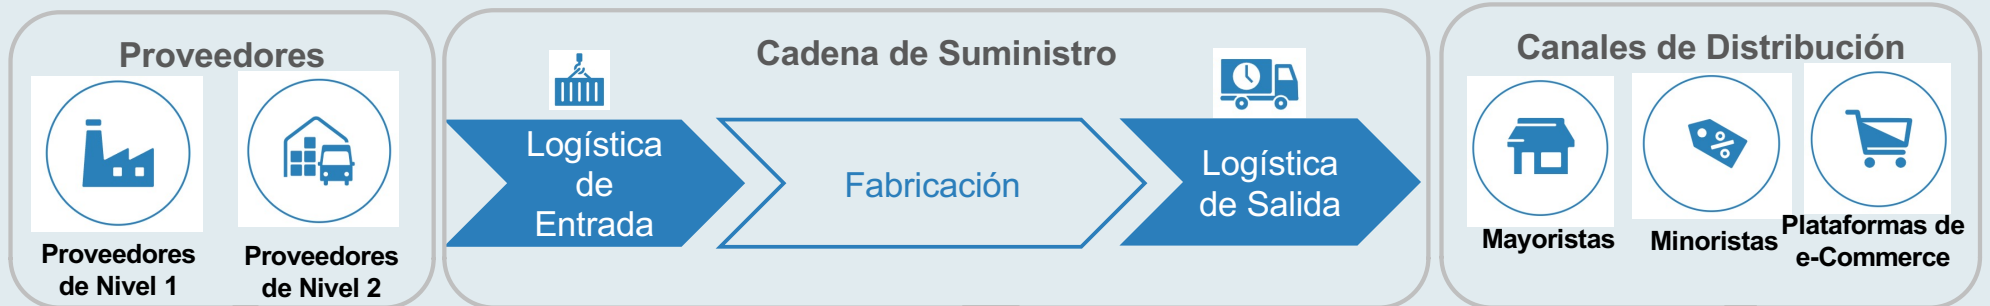 Proveedores
Proveedores
de Nivel 1
Proveedores
de Nivel 2
Cadena de Suministro
Logística
de
Entrada
Fabricación
Logística
de Salida
Canales de Distribución
%
Mayoristas
Minoristas
Plataformas de
e-Commerce